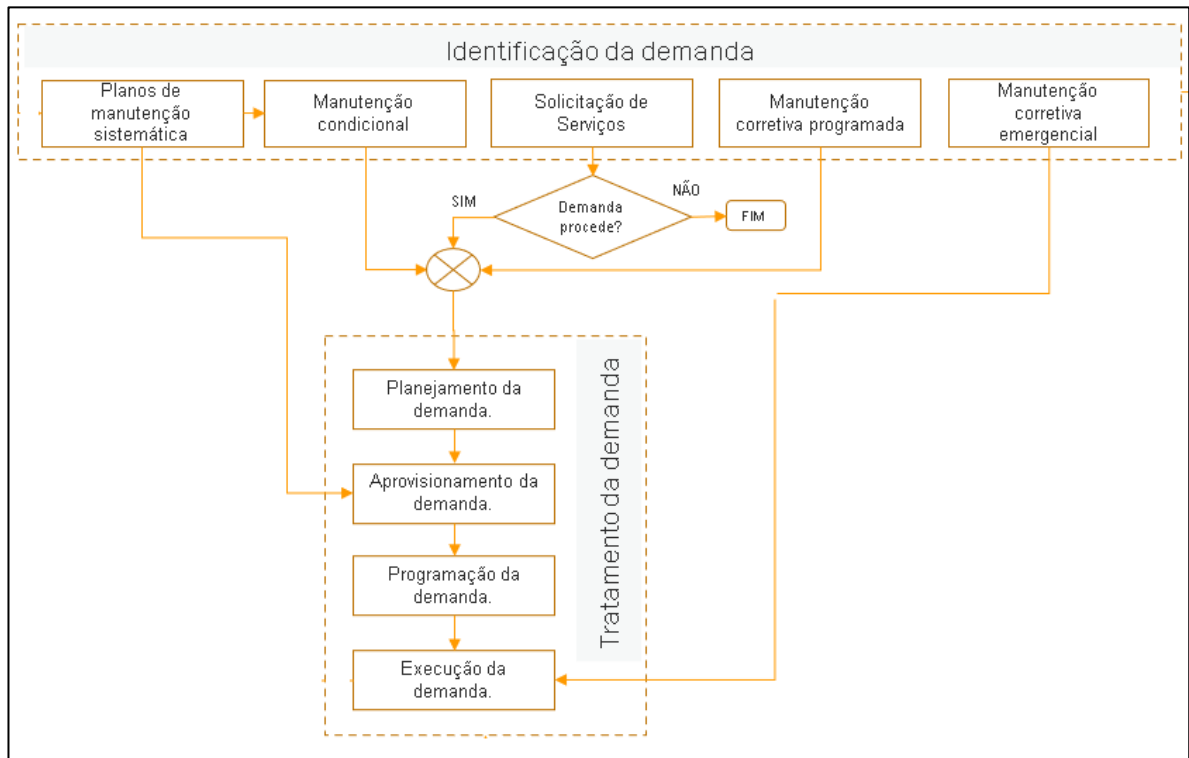 Identificação da demanda
Planos de
manutenção
sistemática
Manutenção
condicional
Solicitação de
Serviços
Manutenção
corretiva programada
Manutenção
corretiva
emergencial
SIM
NÃO
Demanda
procede?
FIM
Planejamento da
demanda.
Aprovisionamento da
demanda.
Programação da
demanda.
Execução da
demanda.
Tratamento da demanda